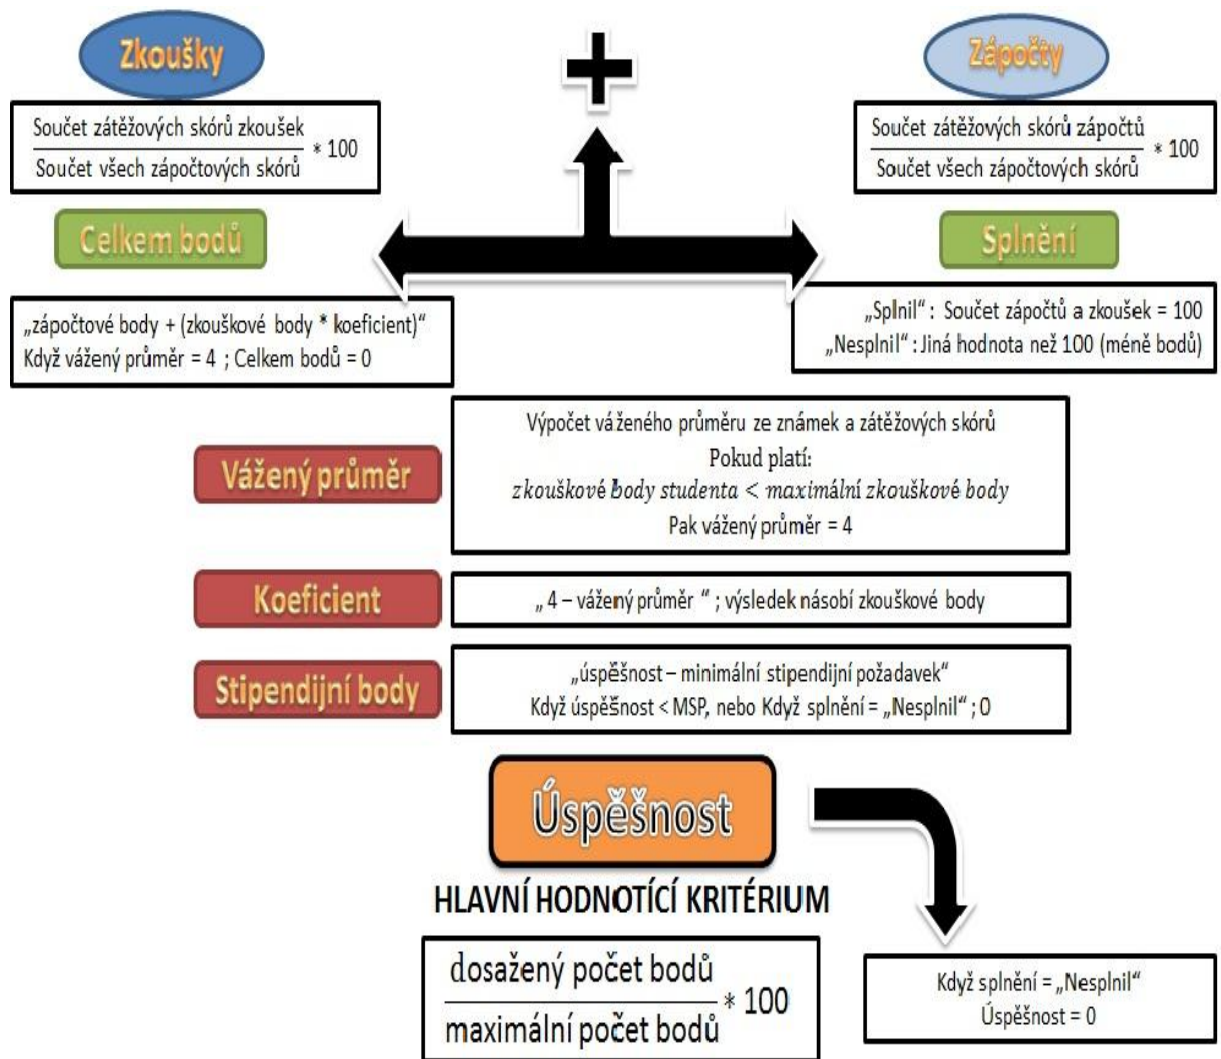 Zkoušky
+
Zápočty
Součet zátěžových skórů zkoušek
Součet všech zápočtových skórů
* 100
Součet zátěžových skórů zápočtů
Součet všech zápočtových skórů
* 100
Celkem bodů
Splnění
„zápočtové body + (zkouškové body * koeficient)“
Když vážený průměr = 4 ; Celkem bodů = 0
„Splnil“ : Součet zápočtů a zkoušek = 100
„Nesplnil“ : Jiná hodnota než 100 (méně bodů)
Vážený průměr
Výpočet váženého průměru ze známek a zátěžových skórů
Pokud platí:
zkouškové body studenta < maximální zkouškové body
Pak vážený průměr = 4
Koeficient
„ 4 – vážený průměr “ ; výsledek násobí zkouškové body
Stipendijní body
„úspěšnost – minimální stipendijní požadavek“
Když úspěšnost < MSP, nebo Když splnění = „Nesplnil“ ; 0
Úspěšnost
HLAVNÍ HODNOTÍCÍ KRITÉRIUM
dosažený počet bodů
maximální počet bodů
* 100
Když splnění = „Nesplnil“
Úspěšnost = 0